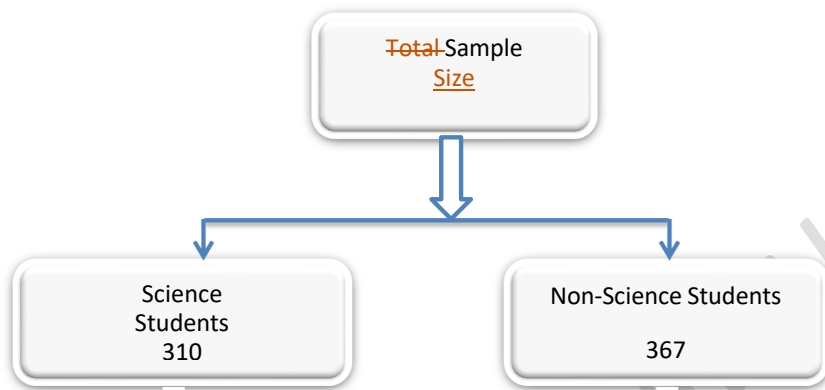 Total Sample
Size
Science
Students
310
Non-Science Students
367